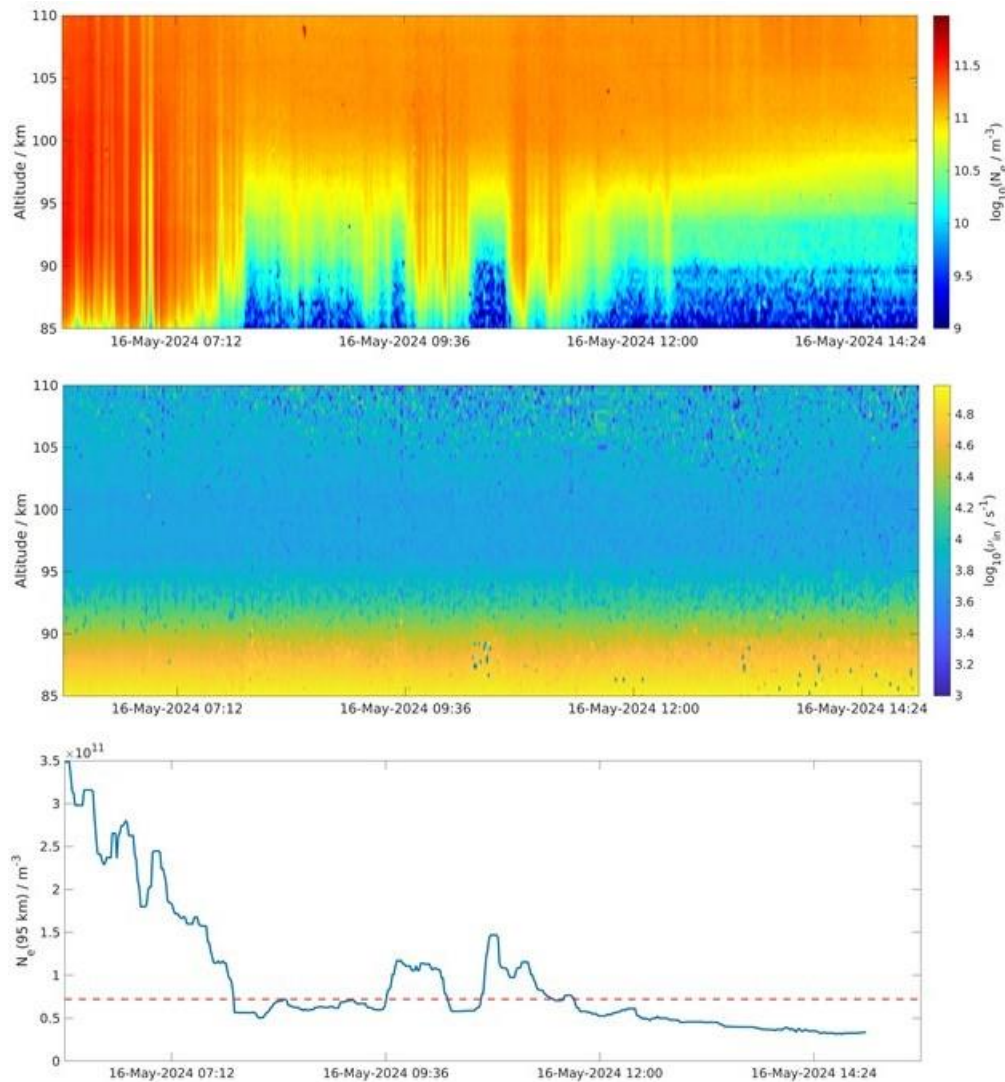 110
105
100
95
90
85
Altitude / km
16-May-2024 07:12
16-May-2024 09:36
16-May-2024 12:00
16-May-2024 14:24
11.5
11
10.5
10
9.5
9
log₁₀(Nₑ / m⁻³)
110
105
100
95
90
85
Altitude / km
16-May-2024 07:12
16-May-2024 09:36
16-May-2024 12:00
16-May-2024 14:24
4.8
4.6
4.4
4.2
4
3.8
3.6
3.4
3.2
3
log₁₀(νᵢₙ / s⁻¹)
×10¹¹
3.5
3
2.5
2
1.5
1
0.5
0
Nₑ(95 km) / m⁻³
16-May-2024 07:12
16-May-2024 09:36
16-May-2024 12:00
16-May-2024 14:24